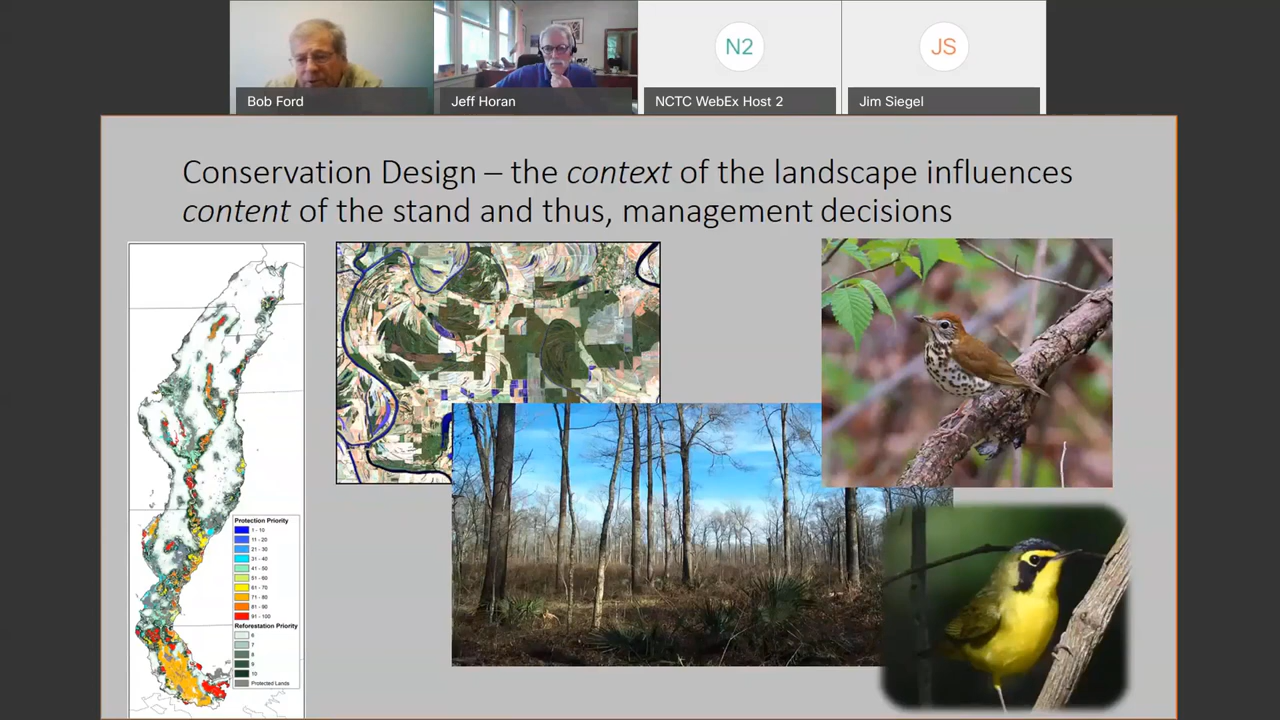 N2
JS
Bob Ford
Jeff Horan
NCTC WebEx Host 2
Jim Siegel
Conservation Design – the context of the landscape influences
content of the stand and thus, management decisions
Protection Priority
1 - 10
11 - 20
21 - 30
31 - 40
41 - 50
51 - 60
61 - 70
71 - 80
81 - 90
91 - 100
Reforestation Priority
6
7
8
9
10
Protected Lands